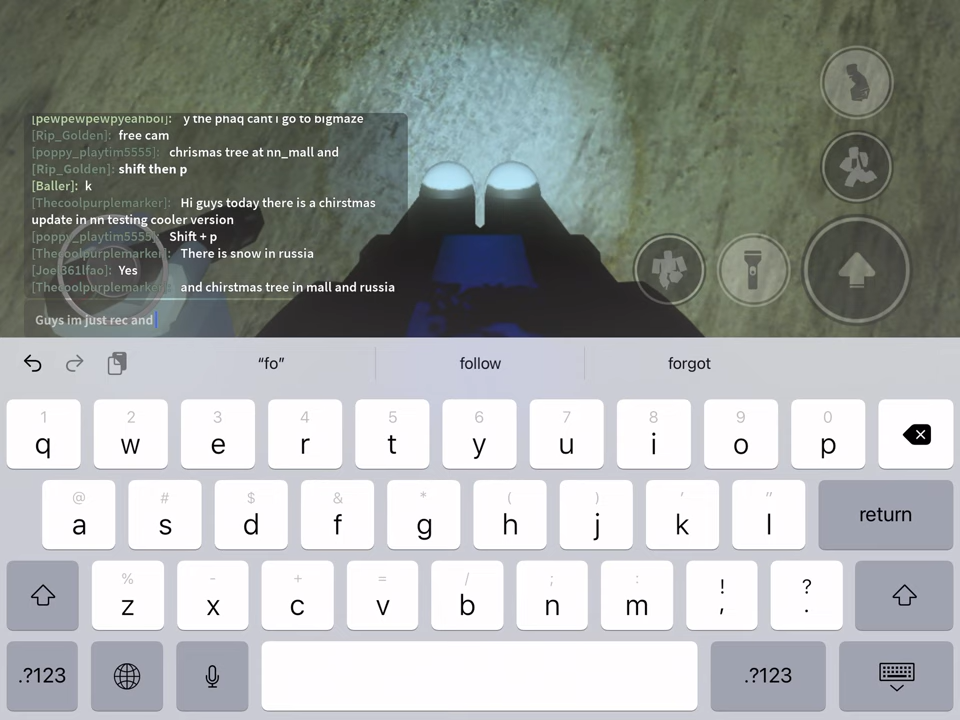 [pewpewpewpyeahboi]: y the phaq cant i go to bigmaze
[Rip_Golden]: free cam
[poppy_playtim5555]: chrismas tree at nn_mall and
[Rip_Golden]: shift then p
[Baller]: k
[Thecoolpurplemarker]: Hi guys today there is a chirstmas
update in nn testing cooler version
[poppy_playtim5555]: Shift + p
[Thecoolpurplemarker]: There is snow in russia
[Joel361lfao]: Yes
[Thecoolpurplemarker]: and chirstmas tree in mall and russia
Guys im just rec and
“fo” follow forgot
1 2 3 4 5 6 7 8 9 0
q w e r t y u i o p
@ # $ & * ( ) ' "
a s d f g h j k l return
% - + = / ; : ! ?
z x c v b n m , .
.?123 .?123